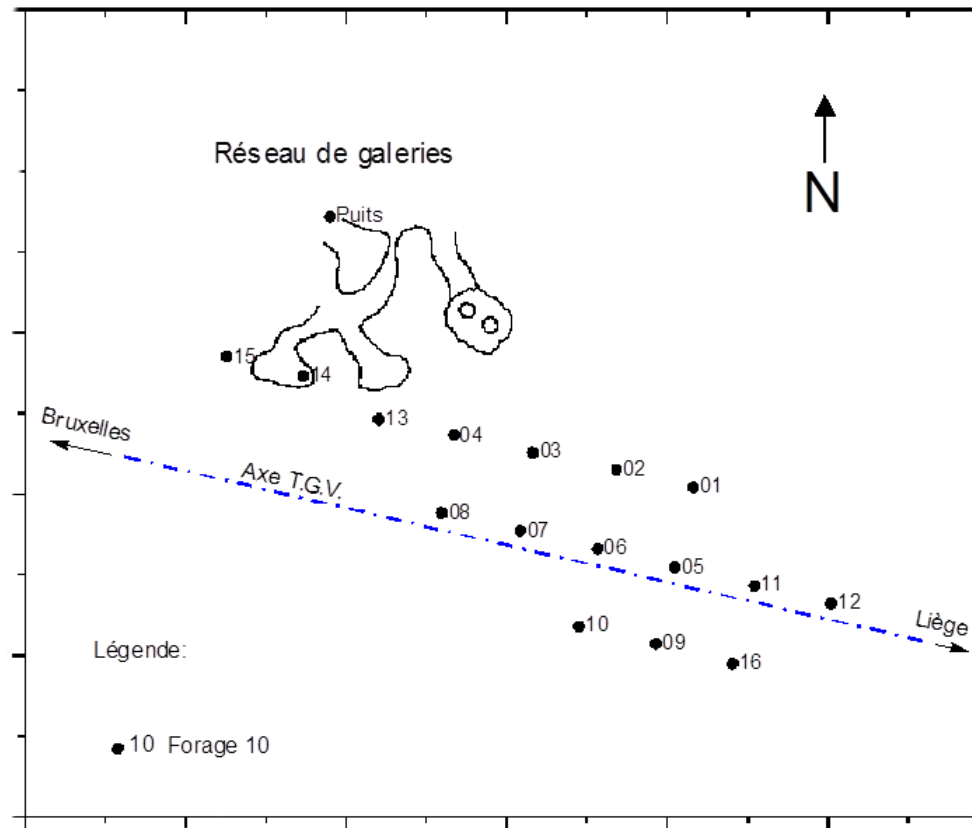 Réseau de galeries
N
Puits
15
14
13
04
03
02
01
Bruxelles
Axe T.G.V.
08
07
06
05
11
12
Liège
10
09
16
Légende:
10 Forage 10